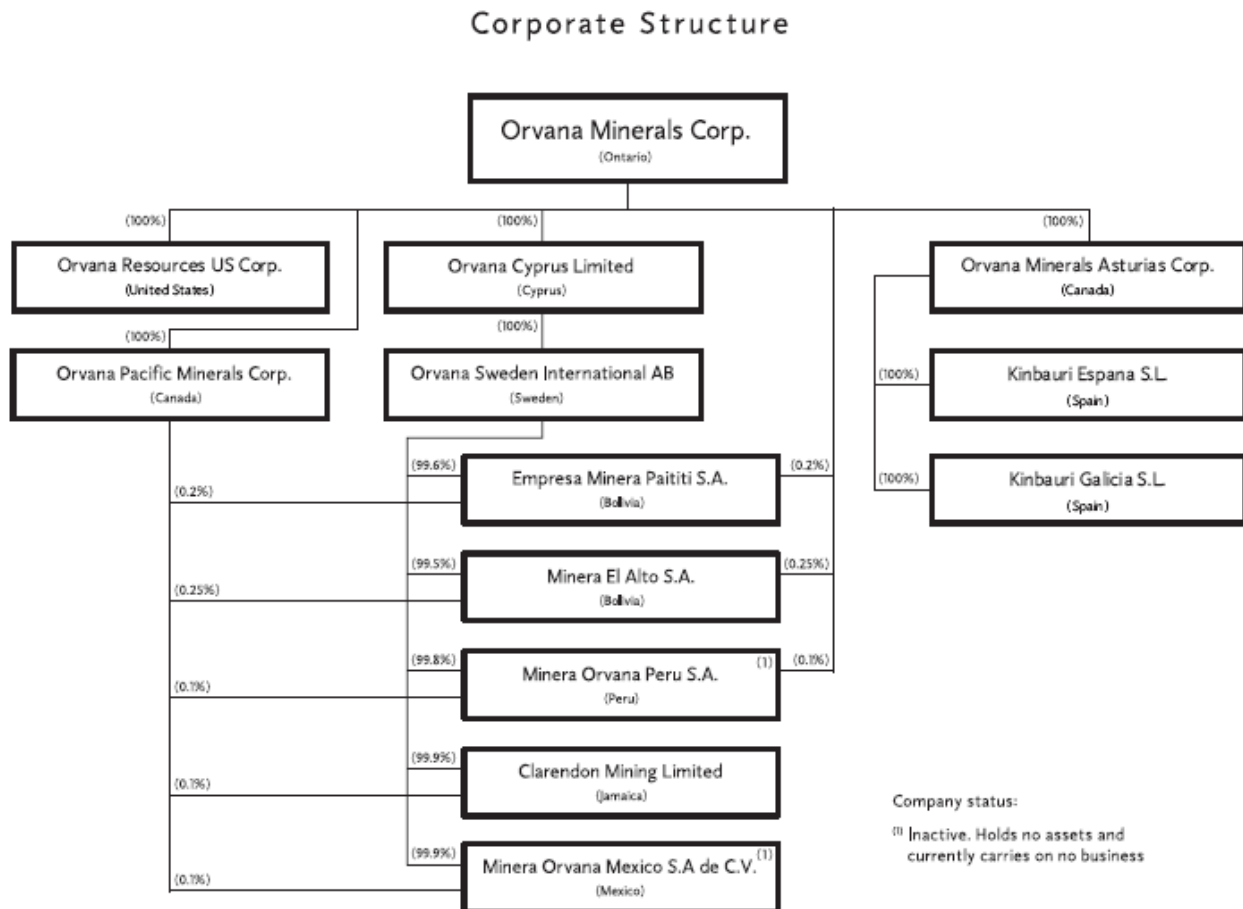 Corporate Structure
Orvana Minerals Corp.
(Ontario)
(100%)
(100%)
(100%)
Orvana Resources US Corp.
(United States)
Orvana Cyprus Limited
(Cyprus)
Orvana Minerals Asturias Corp.
(Canada)
(100%)
(100%)
Orvana Pacific Minerals Corp.
(Canada)
Orvana Sweden International AB
(Sweden)
(100%)
Kinbauri Espana S.L.
(Spain)
(99.6%)
Empresa Minera Paititi S.A.
(Bolivia)
(0.2%)
(0.2%)
(100%)
Kinbauri Galicia S.L.
(Spain)
(99.5%)
Minera El Alto S.A.
(Bolivia)
(0.25%)
(0.25%)
(99.8%)
Minera Orvana Peru S.A.
(1)
(Peru)
(0.1%)
(0.1%)
(99.9%)
Clarendon Mining Limited
(Jamaica)
(0.1%)
(99.9%)
Minera Orvana Mexico S.A de C.V. (1)
(Mexico)
(0.1%)
Company status:
(1) Inactive. Holds no assets and
currently carries on no business